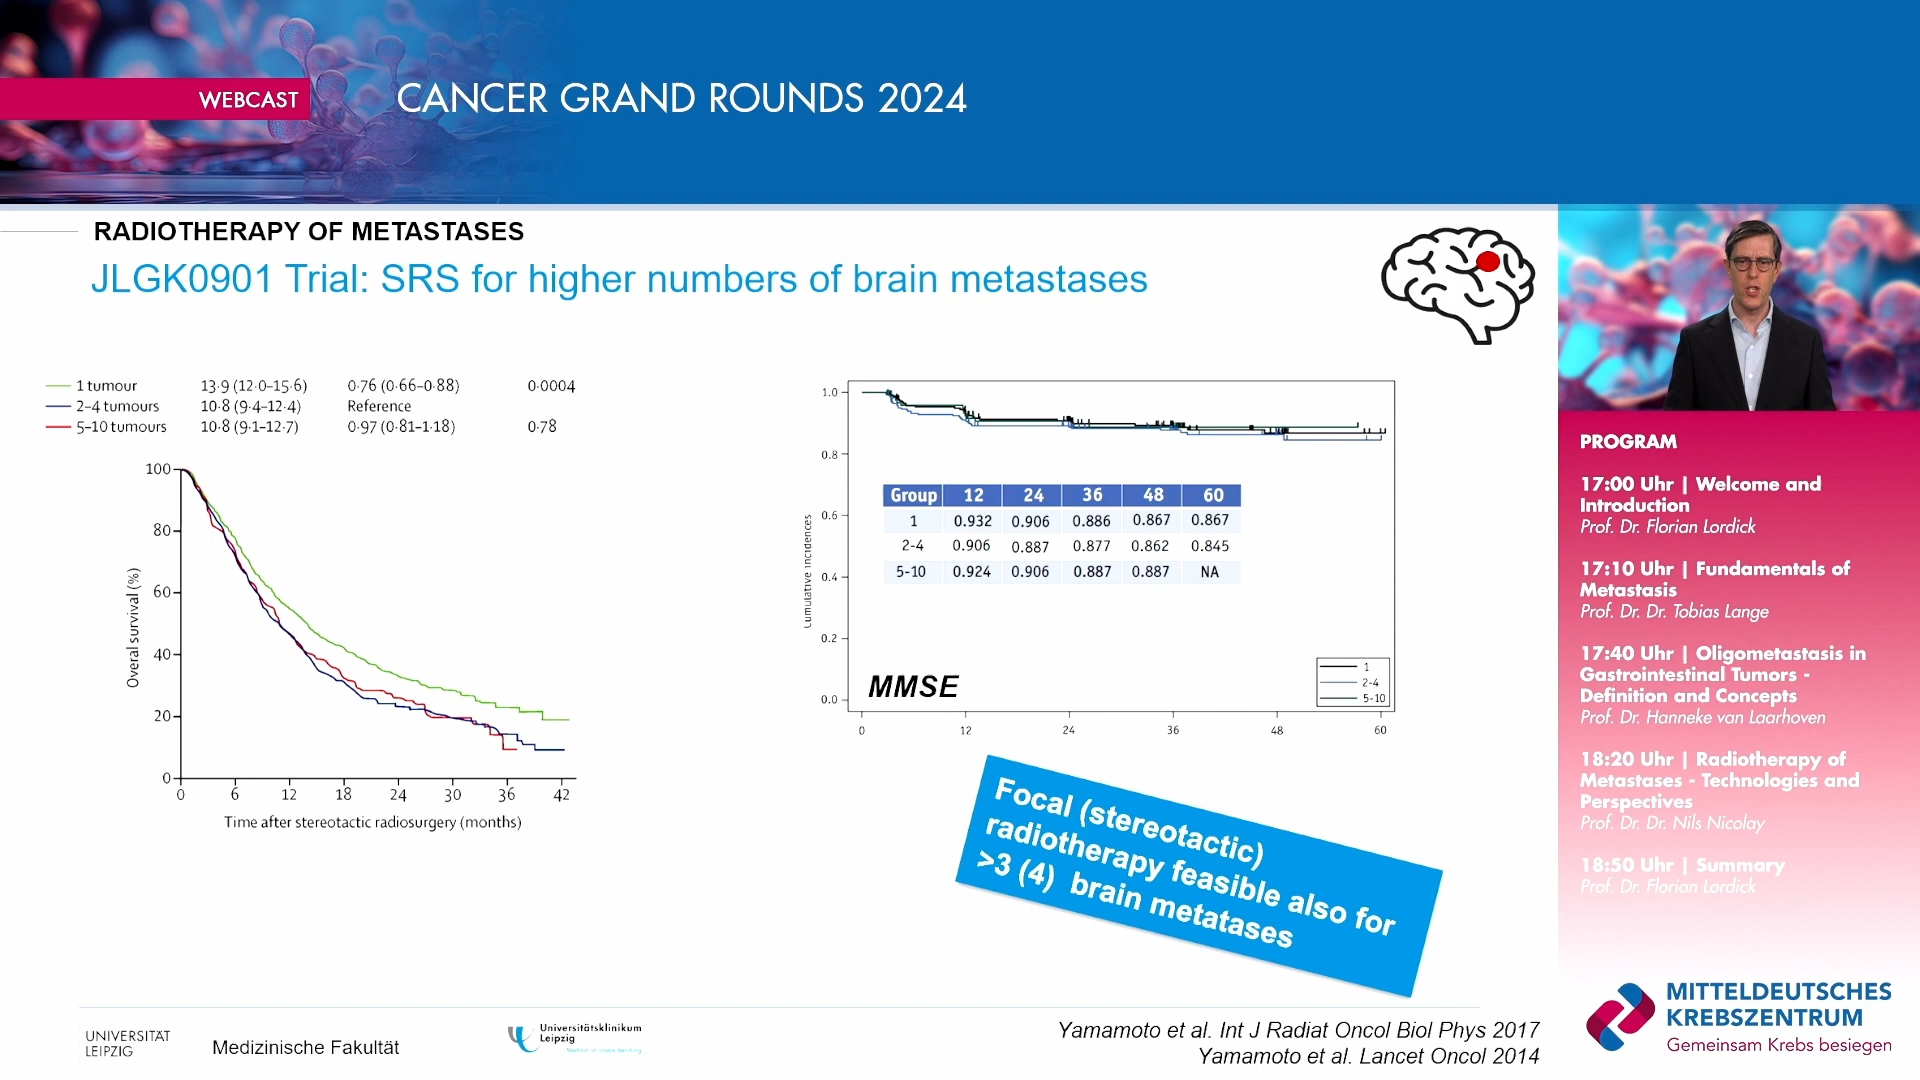 WEBCAST
CANCER GRAND ROUNDS 2024
RADIOTHERAPY OF METASTASES
JLGK0901 Trial: SRS for higher numbers of brain metastases
1 tumour 13·9 (12·0–15·6) 0·76 (0·66–0·88) 0·0004
2–4 tumours 10·8 (9·4–12·4) Reference
5–10 tumours 10·8 (9·1–12·7) 0·97 (0·81–1·18) 0·78
100
80
60
40
20
0
Overal survival (%)
0 6 12 18 24 30 36 42
Time after stereotactic radiosurgery (months)
1.0
0.8
0.6
0.4
0.2
0.0
Cumulative incidences
Group 12 24 36 48 60
1 0.932 0.906 0.886 0.867 0.867
2-4 0.906 0.887 0.877 0.862 0.845
5-10 0.924 0.906 0.887 0.887 NA
MMSE
1
2-4
5-10
0 12 24 36 48 60
Focal (stereotactic)
radiotherapy feasible also for
>3 (4) brain metatases
UNIVERSITÄT
LEIPZIG
Medizinische Fakultät
Universitätsklinikum
Leipzig
Yamamoto et al. Int J Radiat Oncol Biol Phys 2017
Yamamoto et al. Lancet Oncol 2014
PROGRAM
17:00 Uhr | Welcome and
Introduction
Prof. Dr. Florian Lordick
17:10 Uhr | Fundamentals of
Metastasis
Prof. Dr. Dr. Tobias Lange
17:40 Uhr | Oligometastasis in
Gastrointestinal Tumors -
Definition and Concepts
Prof. Dr. Hanneke van Laarhoven
18:20 Uhr | Radiotherapy of
Metastases - Technologies and
Perspectives
Prof. Dr. Dr. Nils Nicolay
18:50 Uhr | Summary
Prof. Dr. Florian Lordick
MITTELDEUTSCHES
KREBSZENTRUM
Gemeinsam Krebs besiegen